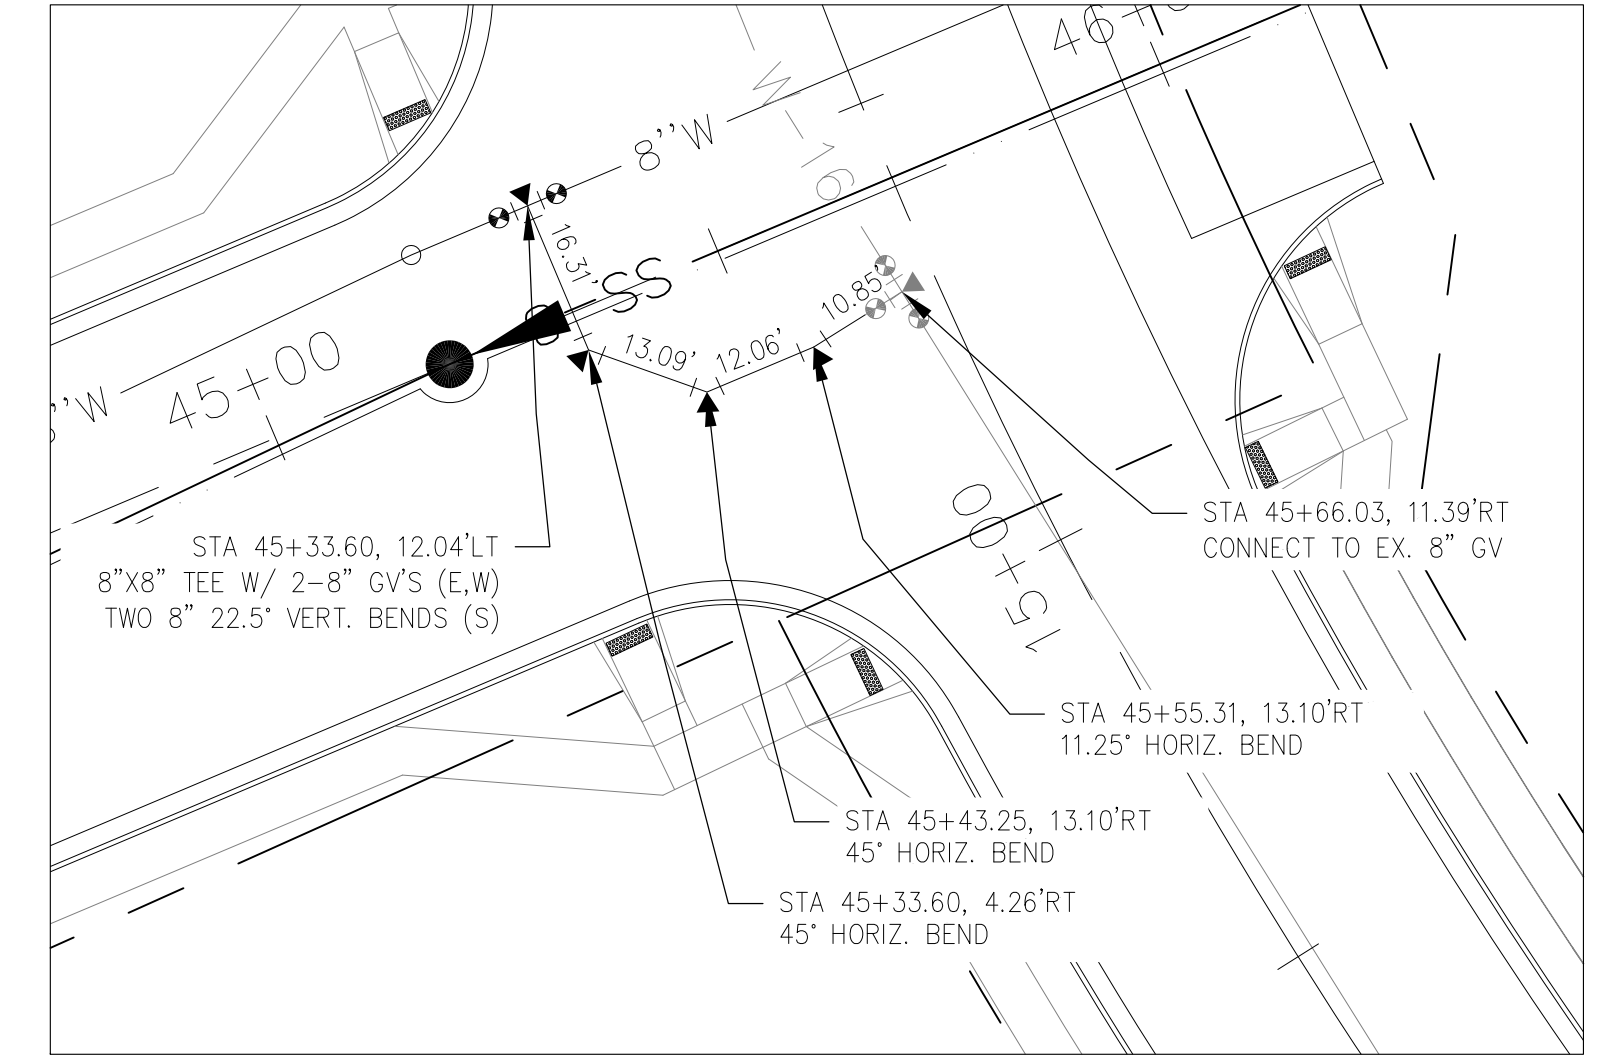 46+
8''W
W
16
16.31'
SS
10.85'
13.09'
12.06'
45+00
''W
15+00
STA 45+66.03, 11.39'RT
CONNECT TO EX. 8" GV
STA 45+33.60, 12.04'LT
8"X8" TEE W/ 2-8" GV'S (E,W)
TWO 8" 22.5° VERT. BENDS (S)
STA 45+55.31, 13.10'RT
11.25° HORIZ. BEND
STA 45+43.25, 13.10'RT
45° HORIZ. BEND
STA 45+33.60, 4.26'RT
45° HORIZ. BEND